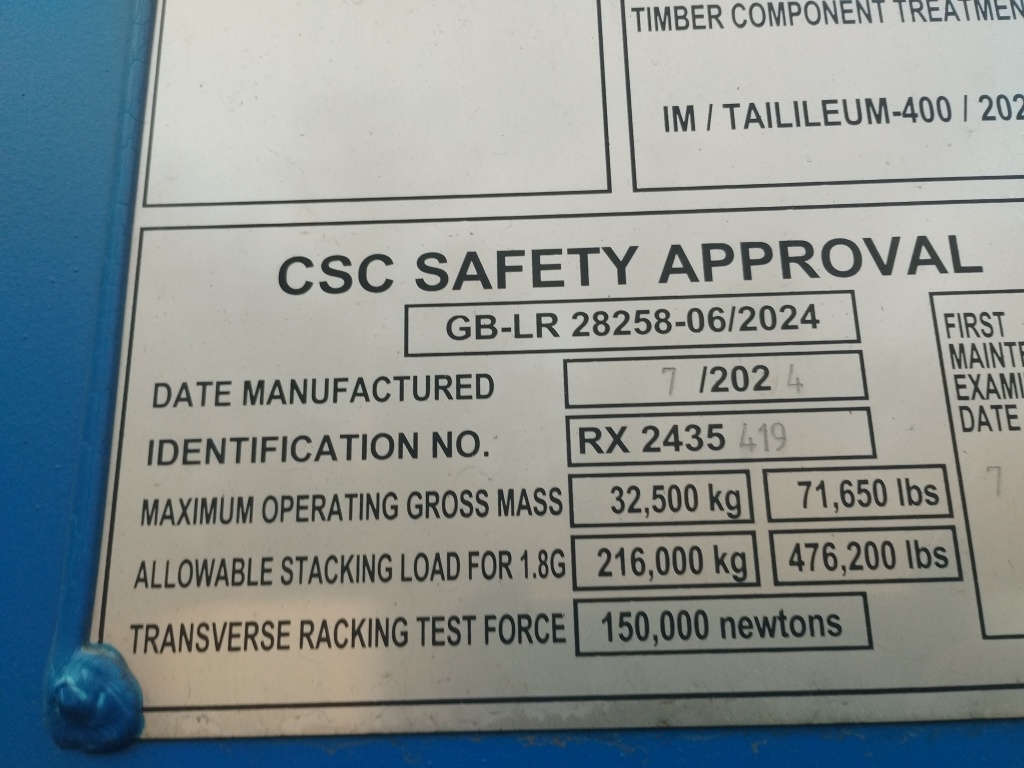 TIMBER COMPONENT TREATMEN
IM / TAILILEUM-400 / 202
CSC SAFETY APPROVAL
GB-LR 28258-06/2024
DATE MANUFACTURED 7 /2024
IDENTIFICATION NO. RX 2435 419
MAXIMUM OPERATING GROSS MASS 32,500 kg 71,650 lbs
ALLOWABLE STACKING LOAD FOR 1.8G 216,000 kg 476,200 lbs
TRANSVERSE RACKING TEST FORCE 150,000 newtons
FIRST
MAINTE
EXAMI
DATE
7